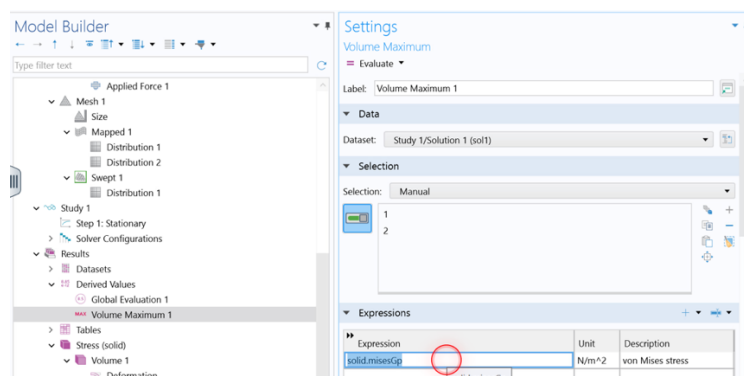 Model Builder
Type filter text
Applied Force 1
Mesh 1
Size
Mapped 1
Distribution 1
Distribution 2
Swept 1
Distribution 1
Study 1
Step 1: Stationary
Solver Configurations
Results
Datasets
Derived Values
Global Evaluation 1
MAX Volume Maximum 1
Tables
Stress (solid)
Volume 1
Deformation
Settings
Volume Maximum
= Evaluate
Label: Volume Maximum 1
Data
Dataset: Study 1/Solution 1 (sol1)
Selection
Selection: Manual
1
2
Expressions
Expression Unit Description
solid.misesGp N/m^2 von Mises stress